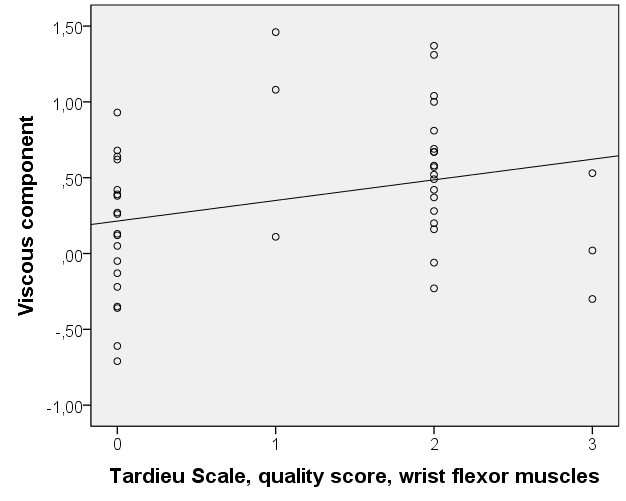 Viscous component
1,50
1,00
,50
,00
-,50
-1,00
0 1 2 3
Tardieu Scale, quality score, wrist flexor muscles